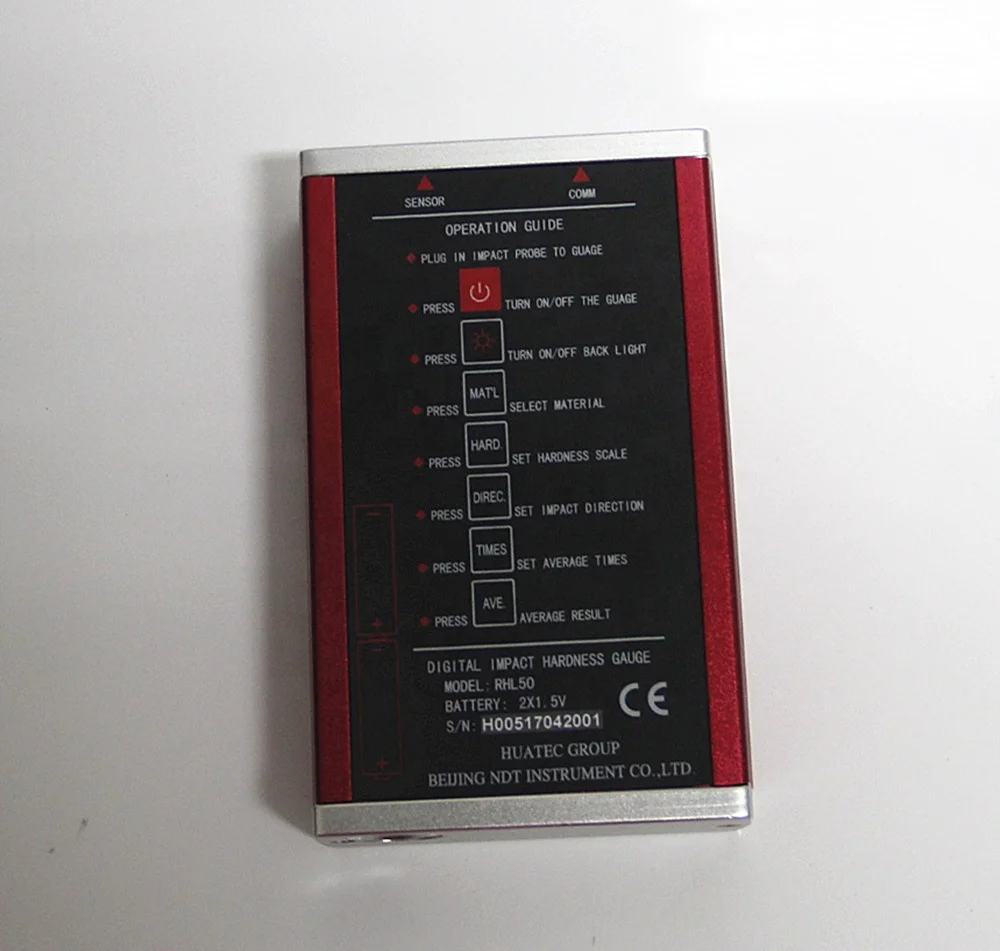 SENSOR COMM
OPERATION GUIDE
PLUG IN IMPACT PROBE TO GUAGE
PRESS TURN ON/OFF THE GUAGE
PRESS TURN ON/OFF BACK LIGHT
PRESS MAT'L SELECT MATERIAL
PRESS HARD. SET HARDNESS SCALE
PRESS DIREC. SET IMPACT DIRECTION
PRESS TIMES SET AVERAGE TIMES
PRESS AVE. AVERAGE RESULT
DIGITAL IMPACT HARDNESS GAUGE
MODEL: RHL50
BATTERY: 2X1.5V
S/N: H00517042001
CE
HUATEC GROUP
BEIJING NDT INSTRUMENT CO.,LTD